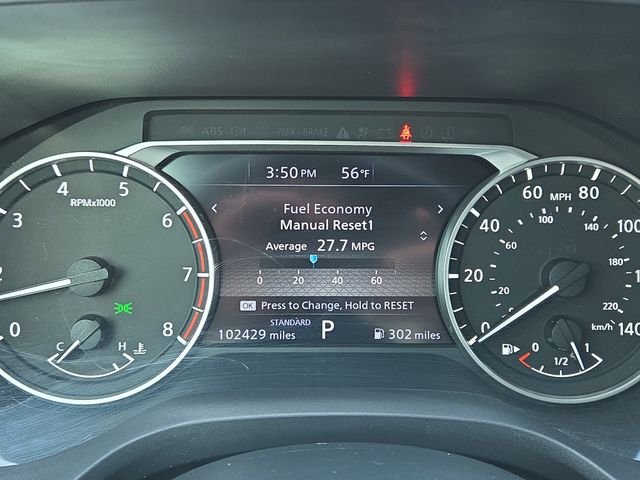 ABS PARK BRAKE
3:50 PM 56°F
Fuel Economy
Manual Reset1
Average 27.7 MPG
0 20 40 60
OK Press to Change, Hold to RESET
STANDARD
102429 miles P 302 miles
RPMx1000
0 2 3 4 5 6 7 8
C H
MPH
0 20 40 60 80 100 140
60 100 140 180 220
km/h
0 1/2 1